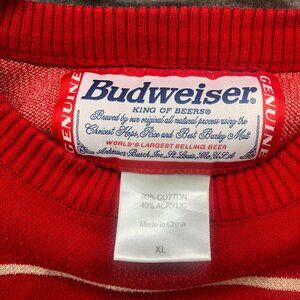 GENUINE
Budweiser®
KING OF BEERS®
Brewed by our original all natural process using the
Choicest Hops, Rice and Best Barley Malt
WORLD'S LARGEST SELLING BEER
Anheuser Busch, Inc. St. Louis, Mo, U.S.A
GENUINE
60% COTTON
40% ACRYLIC
Made in China
XL